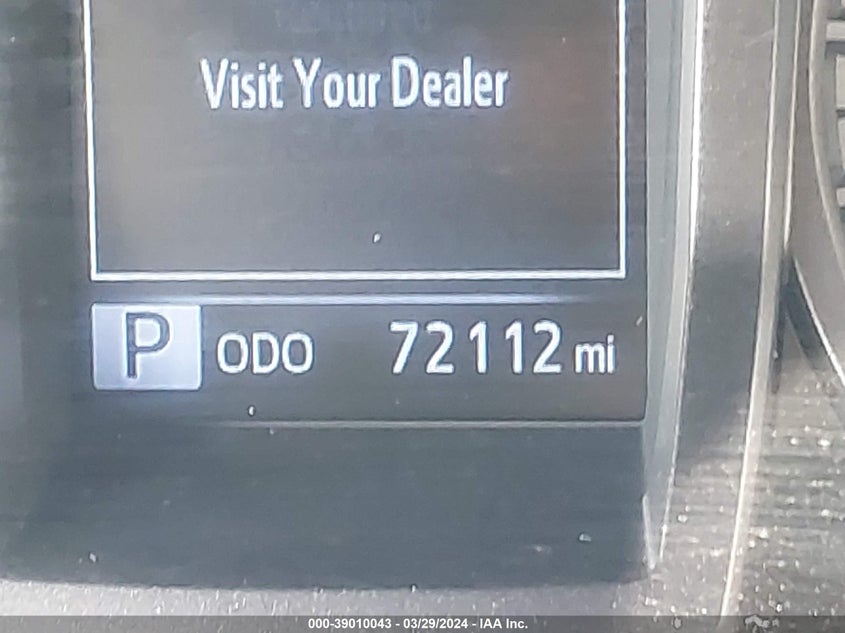 Visit Your Dealer
P ODO 72112 mi
000-39010043 - 03/29/2024 - IAA Inc.